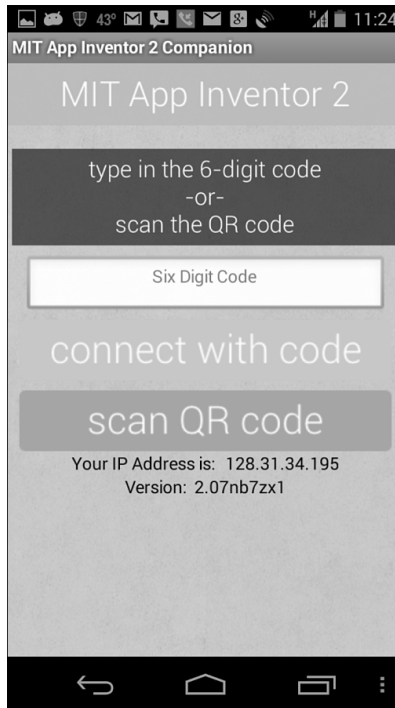 43° H 11:24
MIT App Inventor 2 Companion
MIT App Inventor 2
type in the 6-digit code
-or-
scan the QR code
Six Digit Code
connect with code
scan QR code
Your IP Address is: 128.31.34.195
Version: 2.07nb7zx1